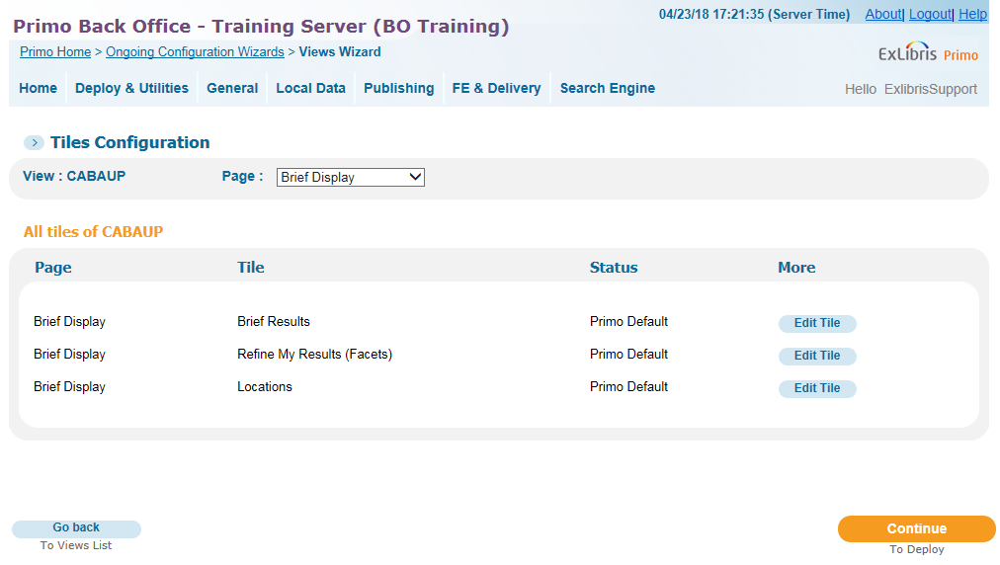 Primo Back Office - Training Server (BO Training)
04/23/18 17:21:35 (Server Time) About| Logout| Help
Primo Home > Ongoing Configuration Wizards > Views Wizard
ExLibris Primo
Home Deploy & Utilities General Local Data Publishing FE & Delivery Search Engine
Hello ExlibrisSupport
Tiles Configuration
View : CABAUP Page : Brief Display
All tiles of CABAUP
Page Tile Status More
Brief Display Brief Results Primo Default Edit Tile
Brief Display Refine My Results (Facets) Primo Default Edit Tile
Brief Display Locations Primo Default Edit Tile
Go back Continue
To Views List To Deploy